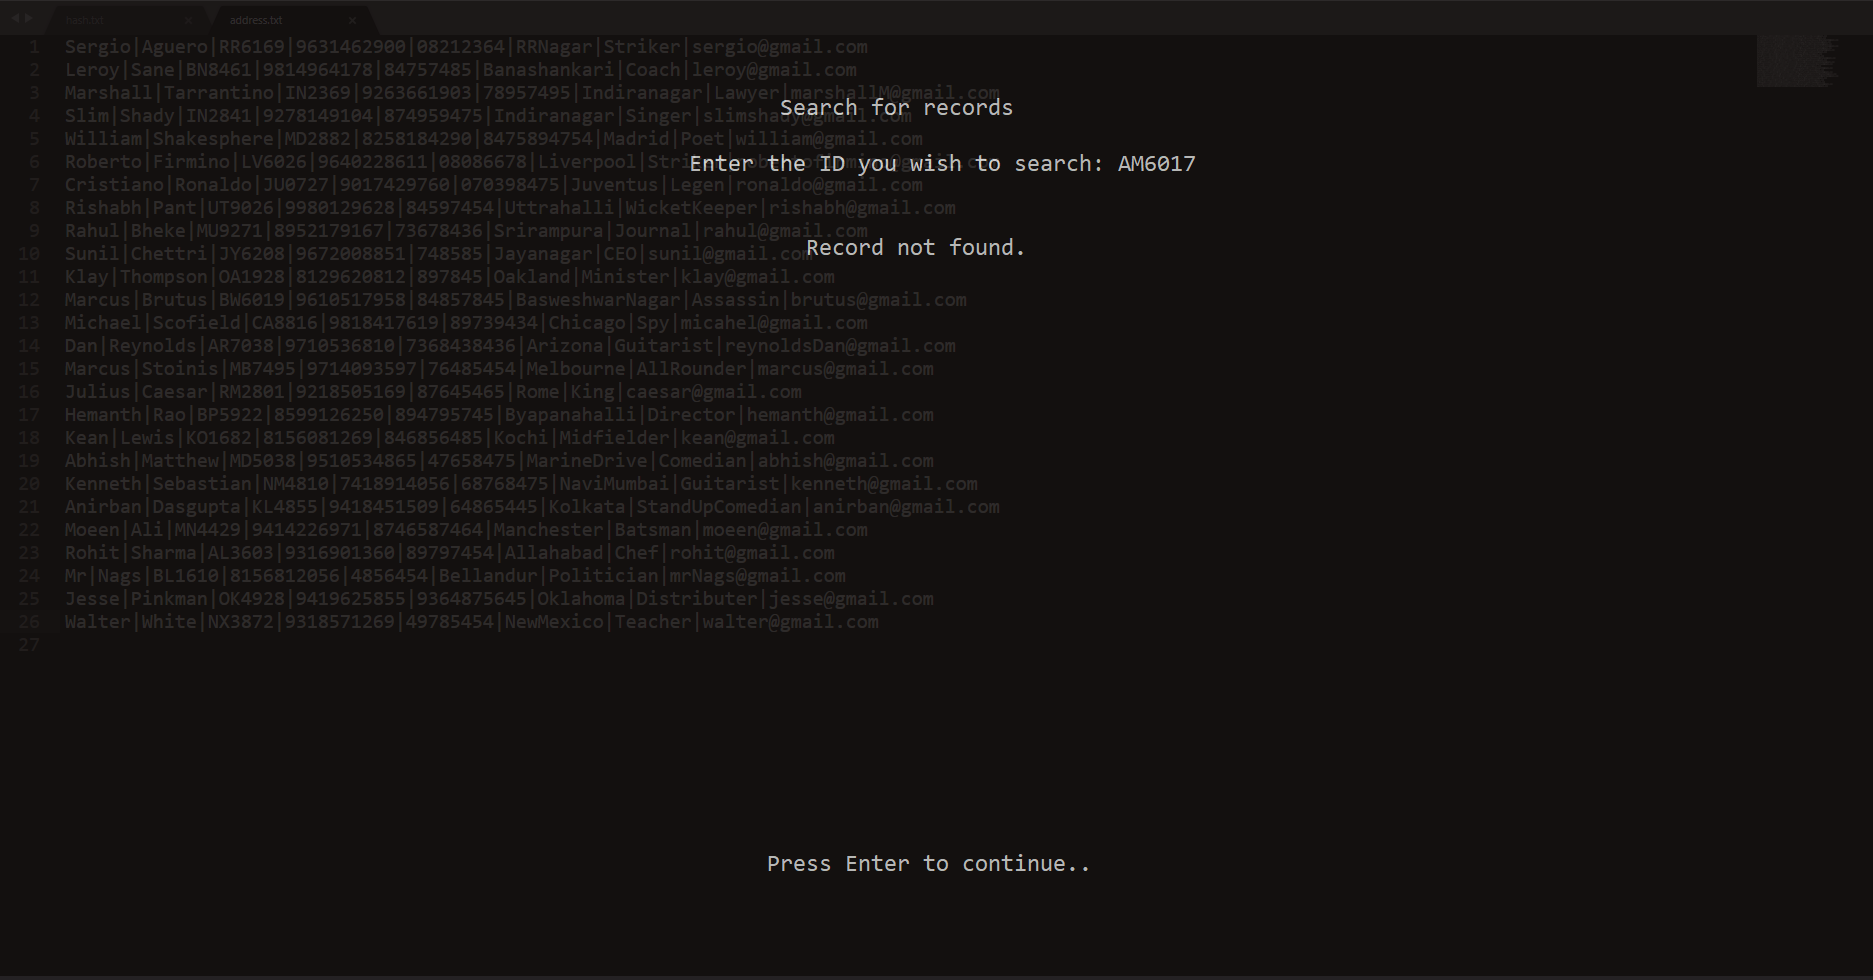 hash.txt
address.txt
1 Sergio|Aguero|RR6169|9631462900|08212364|RRNagar|Striker|sergio@gmail.com
2 Leroy|Sane|BN8461|9814964178|84757485|Banashankari|Coach|leroy@gmail.com
3 Marshall|Tarrantino|IN2369|9263661903|78957495|Indiranagar|Lawyer|marshallM@gmail.com
Search for records
4 Slim|Shady|IN2841|9278149104|874959475|Indiranagar|Singer|slimshady@gmail.com
5 William|Shakesphere|MD2882|8258184290|8475894754|Madrid|Poet|william@gmail.com
6 Roberto|Firmino|LV6026|9640228611|08086678|Liverpool|
Enter the ID you wish to search: AM6017
7 Cristiano|Ronaldo|JU0727|9017429760|070398475|Juventus|Legen|ronaldo@gmail.com
8 Rishabh|Pant|UT9026|9980129628|84597454|Uttrahalli|WicketKeeper|rishabh@gmail.com
9 Rahul|Bheke|MU9271|8952179167|73678436|Srirampura|Journal|rahul@gmail.com
10 Sunil|Chettri|JY6208|9672008851|748585|Jayanagar|CEO|sunil@gmail.com
Record not found.
11 Klay|Thompson|OA1928|8129620812|897845|Oakland|Minister|klay@gmail.com
12 Marcus|Brutus|BW6019|9610517958|84857845|BasweshwarNagar|Assassin|brutus@gmail.com
13 Michael|Scofield|CA8816|9818417619|89739434|Chicago|Spy|micahel@gmail.com
14 Dan|Reynolds|AR7038|9710536810|7368438436|Arizona|Guitarist|reynoldsDan@gmail.com
15 Marcus|Stoinis|MB7495|9714093597|76485454|Melbourne|AllRounder|marcus@gmail.com
16 Julius|Caesar|RM2801|9218505169|87645465|Rome|King|caesar@gmail.com
17 Hemanth|Rao|BP5922|8599126250|894795745|Byapanahalli|Director|hemanth@gmail.com
18 Kean|Lewis|KO1682|8156081269|846856485|Kochi|Midfielder|kean@gmail.com
19 Abhish|Matthew|MD5038|9510534865|47658475|MarineDrive|Comedian|abhish@gmail.com
20 Kenneth|Sebastian|NM4810|7418914056|68768475|NaviMumbai|Guitarist|kenneth@gmail.com
21 Anirban|Dasgupta|KL4855|9418451509|64865445|Kolkata|StandUpComedian|anirban@gmail.com
22 Moeen|Ali|MN4429|9414226971|8746587464|Manchester|Batsman|moeen@gmail.com
23 Rohit|Sharma|AL3603|9316901360|89797454|Allahabad|Chef|rohit@gmail.com
24 Mr|Nags|BL1610|8156812056|4856454|Bellandur|Politician|mrNags@gmail.com
25 Jesse|Pinkman|OK4928|9419625855|9364875645|Oklahoma|Distributer|jesse@gmail.com
26 Walter|White|NX3872|9318571269|49785454|NewMexico|Teacher|walter@gmail.com
27
Press Enter to continue..